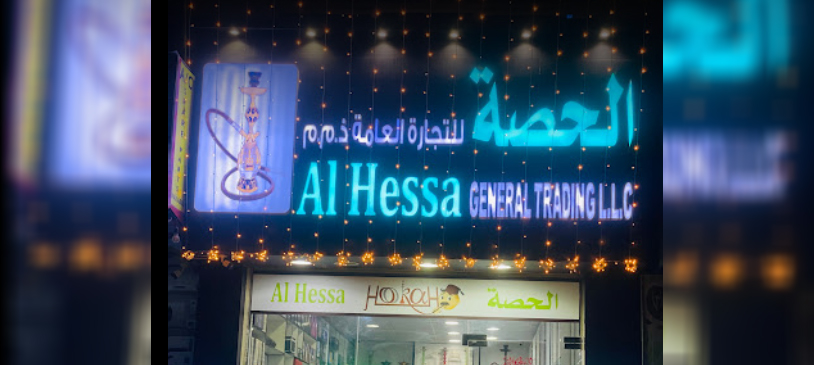 الحصة
للتجارة العامة ذ.م.م
Al Hessa GENERAL TRADING L.L.C
Al Hessa HOOKAH الحصة